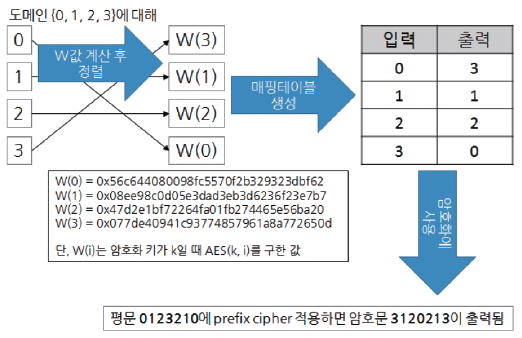 도메인 {0, 1, 2, 3}에 대해
0
1
2
3
W값 계산 후
정렬
W(3)
W(1)
W(2)
W(0)
매핑테이블
생성
입력 출력
0 3
1 1
2 2
3 0
암호화에
사용
W(0) = 0x56c644080098fc5570f2b329323dbf62
W(1) = 0x08ee98c0d05e3dad3eb3d6236f23e7b7
W(2) = 0x47d2e1bf72264fa01fb274465e56ba20
W(3) = 0x077de40941c93774857961a8a772650d
단, W(i)는 암호화 키가 k일 때 AES(k, i)를 구한 값
평문 0123210에 prefix cipher 적용하면 암호문 3120213이 출력됨